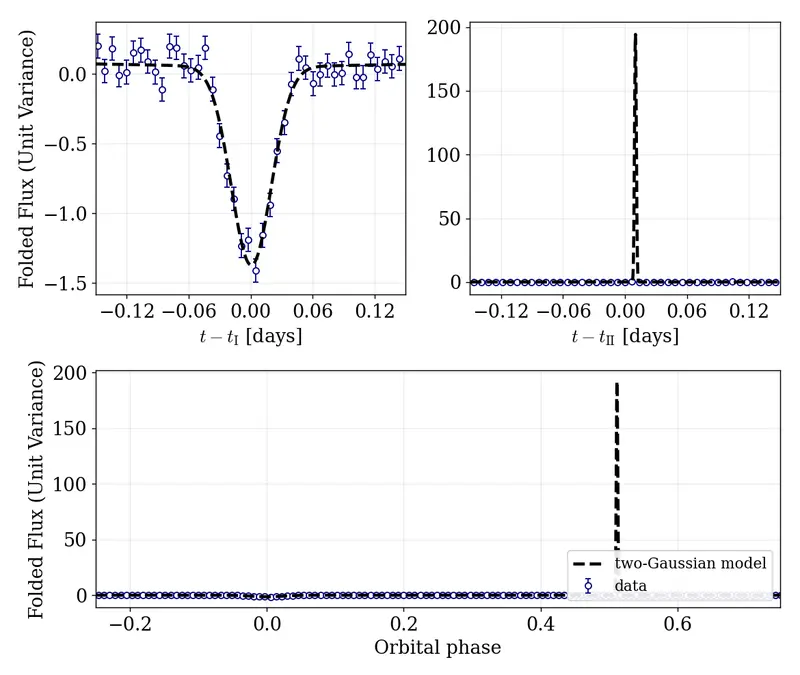 Folded Flux (Unit Variance)
0.0
−0.5
−1.0
−1.5
−0.12 −0.06 0.00 0.06 0.12
t − tI [days]
200
150
100
50
0
−0.12 −0.06 0.00 0.06 0.12
t − tII [days]
Folded Flux (Unit Variance)
200
150
100
50
0
two-Gaussian model
data
−0.2 0.0 0.2 0.4 0.6
Orbital phase